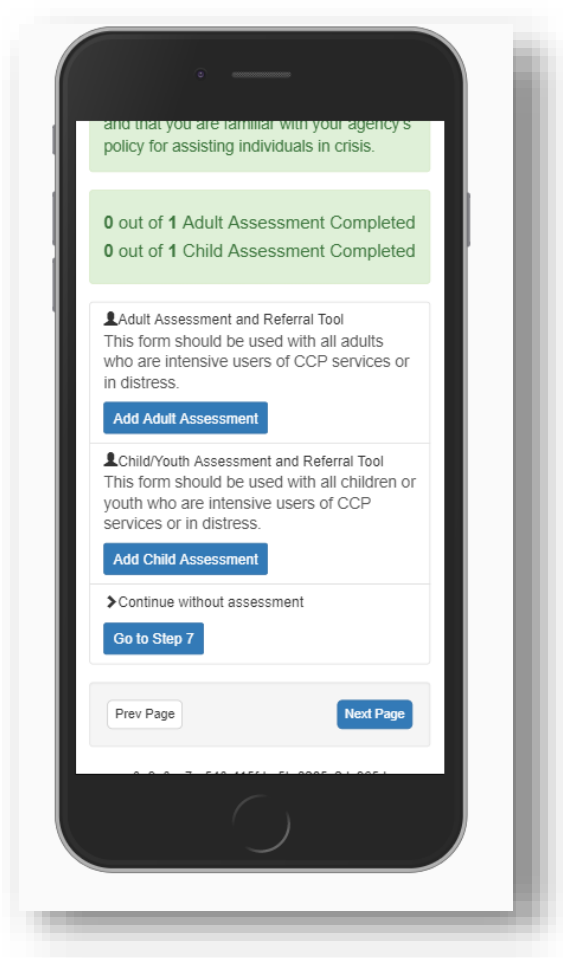 and that you are familiar with your agency's
policy for assisting individuals in crisis.
0 out of 1 Adult Assessment Completed
0 out of 1 Child Assessment Completed
Adult Assessment and Referral Tool
This form should be used with all adults
who are intensive users of CCP services or
in distress.
Add Adult Assessment
Child/Youth Assessment and Referral Tool
This form should be used with all children or
youth who are intensive users of CCP
services or in distress.
Add Child Assessment
Continue without assessment
Go to Step 7
Prev Page
Next Page